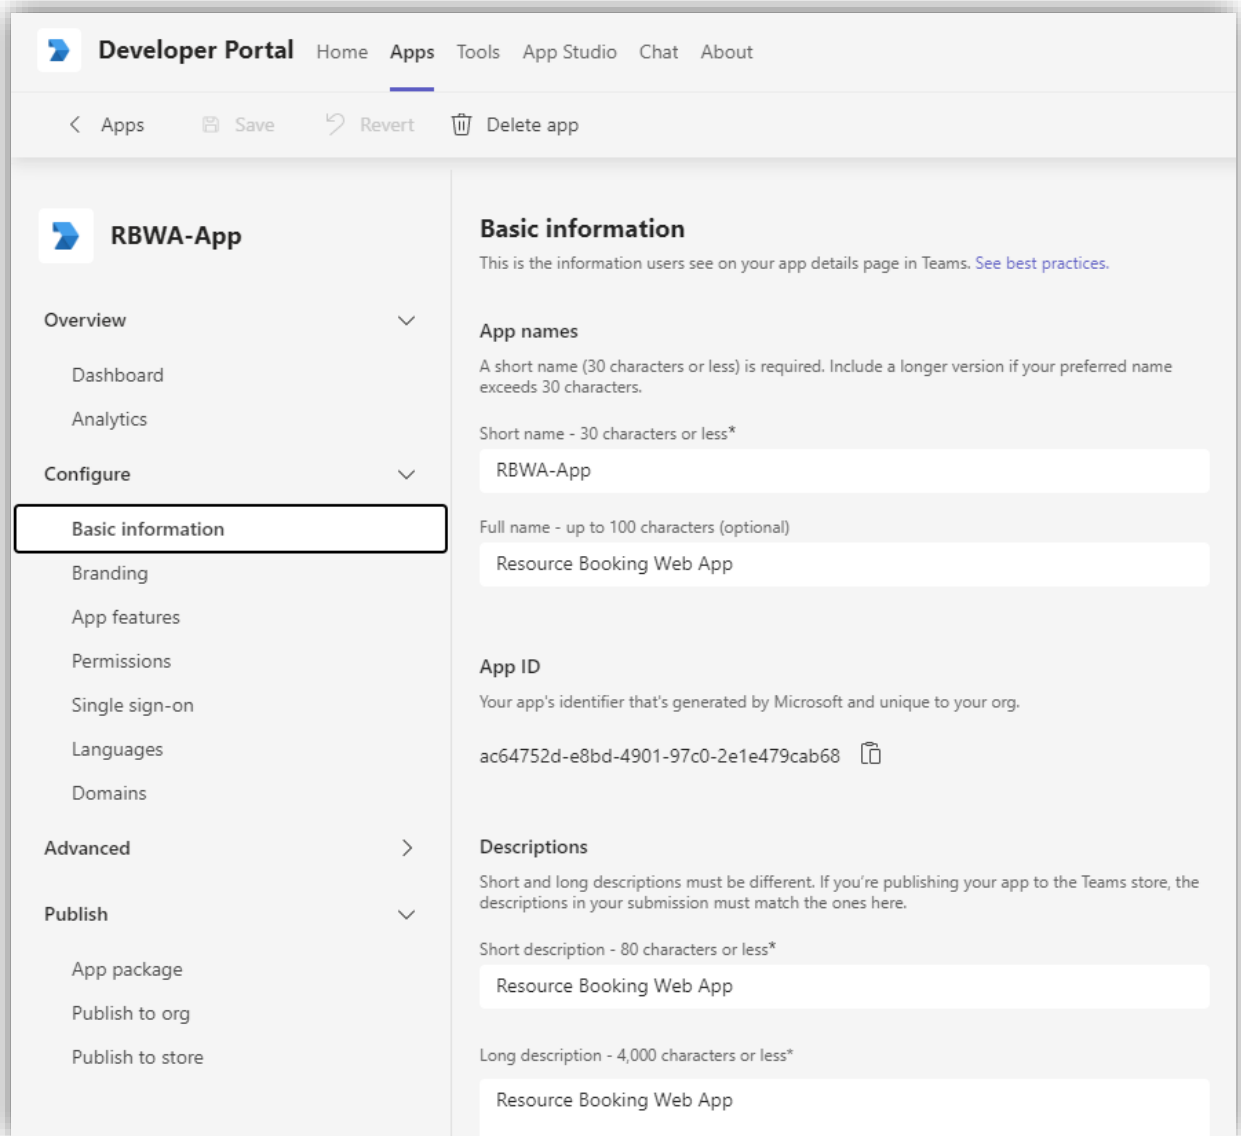 Developer Portal Home Apps Tools App Studio Chat About
Apps Save Revert Delete app
RBWA-App
Overview
Dashboard
Analytics
Configure
Basic information
Branding
App features
Permissions
Single sign-on
Languages
Domains
Advanced
Publish
App package
Publish to org
Publish to store
Basic information
This is the information users see on your app details page in Teams. See best practices.
App names
A short name (30 characters or less) is required. Include a longer version if your preferred name
exceeds 30 characters.
Short name - 30 characters or less*
RBWA-App
Full name - up to 100 characters (optional)
Resource Booking Web App
App ID
Your app's identifier that's generated by Microsoft and unique to your org.
ac64752d-e8bd-4901-97c0-2e1e479cab68
Descriptions
Short and long descriptions must be different. If you're publishing your app to the Teams store, the
descriptions in your submission must match the ones here.
Short description - 80 characters or less*
Resource Booking Web App
Long description - 4,000 characters or less*
Resource Booking Web App